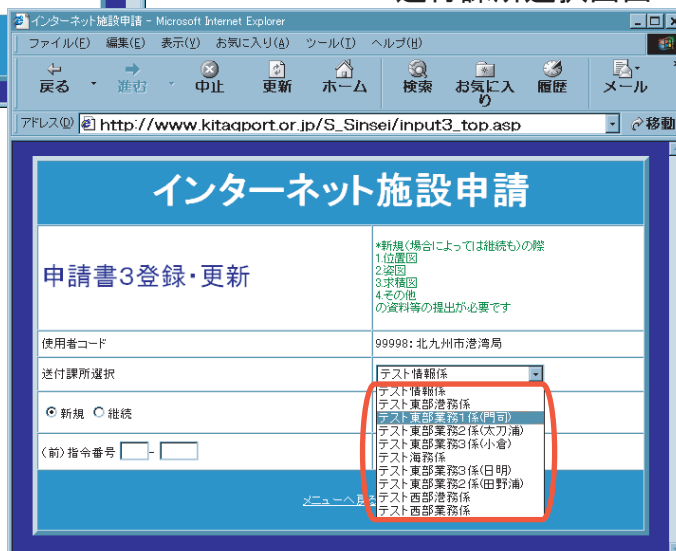 インターネット施設申請 - Microsoft Internet Explorer
ファイル(F) 編集(E) 表示(V) お気に入り(A) ツール(T) ヘルプ(H)
戻る 進む 中止 更新 ホーム 検索 お気に入り 履歴 メール
アドレス(D) http://www.kitaqport.or.jp/S_Sinsei/input3_top.asp 移動
インターネット施設申請
申請書3登録・更新
*新規(場合によっては継続も)の際
1.位置図
2.姿図
3.求積図
4.その他
の資料等の提出が必要です
使用者コード
99998:北九州市港湾局
送付課所選択
テスト情報係
新規 継続
(前)指令番号 -
テスト情報係
テスト東部港務係
テスト東部業務1係(門司)
テスト東部業務2係(太刀浦)
テスト東部業務3係(小倉)
テスト海務係
テスト東部業務3係(日明)
テスト東部業務2係(田野浦)
テスト西部港務係
テスト西部業務係
メニューへ戻